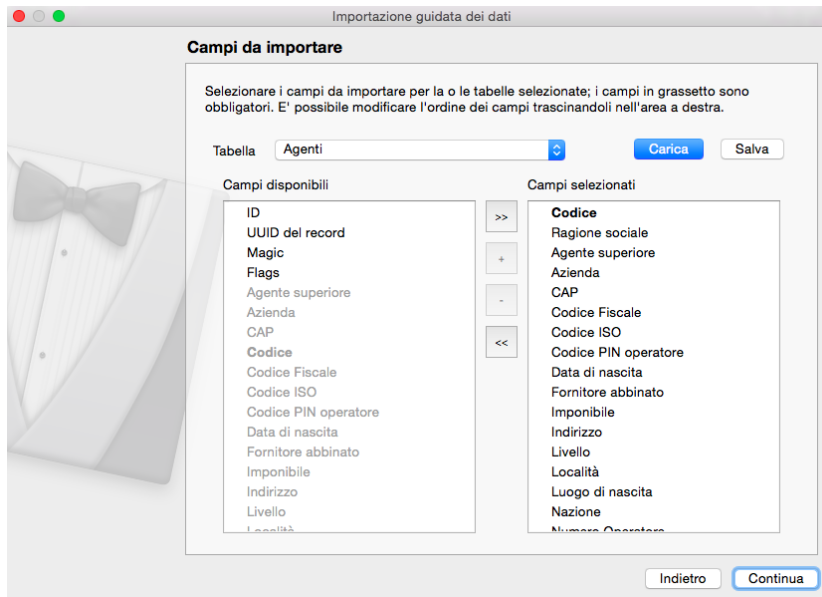 Importazione guidata dei dati
Campi da importare
Selezionare i campi da importare per la o le tabelle selezionate; i campi in grassetto sono
obbligatori. E' possibile modificare l'ordine dei campi trascinandoli nell'area a destra.
Tabella Agenti Carica Salva
Campi disponibili
ID
UUID del record
Magic
Flags
Agente superiore
Azienda
CAP
Codice
Codice Fiscale
Codice ISO
Codice PIN operatore
Data di nascita
Fornitore abbinato
Imponibile
Indirizzo
Livello
Località
>>
+
-
<<
Campi selezionati
Codice
Ragione sociale
Agente superiore
Azienda
CAP
Codice Fiscale
Codice ISO
Codice PIN operatore
Data di nascita
Fornitore abbinato
Imponibile
Indirizzo
Livello
Località
Luogo di nascita
Nazione
Numero Operatore
Indietro Continua